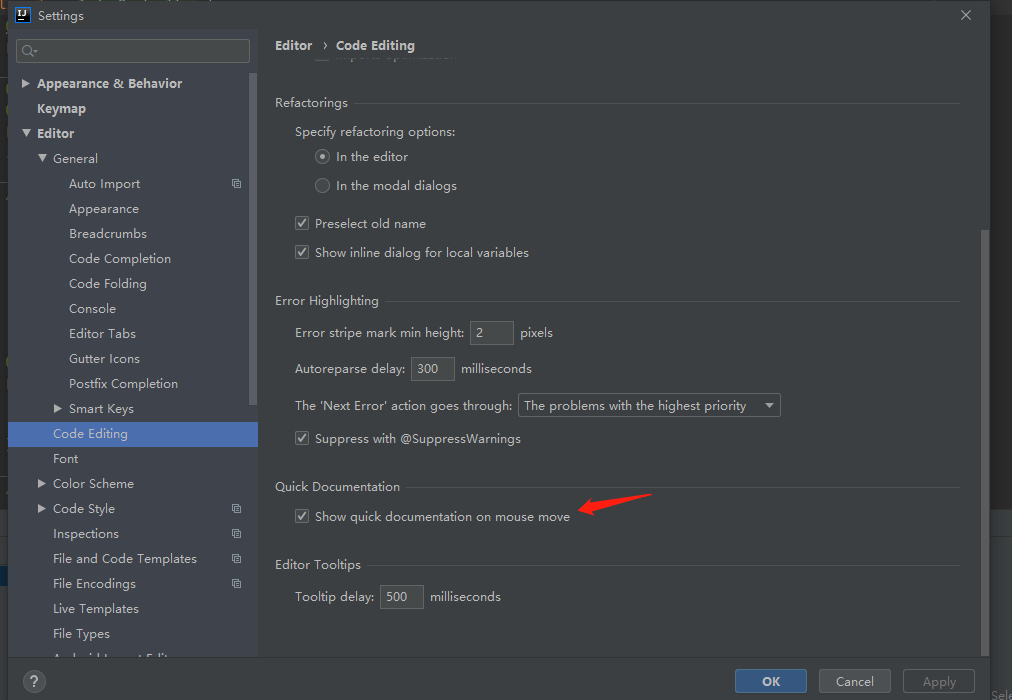 Settings
Editor › Code Editing
Appearance & Behavior
Keymap
Editor
General
Auto Import
Appearance
Breadcrumbs
Code Completion
Code Folding
Console
Editor Tabs
Gutter Icons
Postfix Completion
Smart Keys
Code Editing
Font
Color Scheme
Code Style
Inspections
File and Code Templates
File Encodings
Live Templates
File Types
Refactorings
Specify refactoring options:
In the editor
In the modal dialogs
Preselect old name
Show inline dialog for local variables
Error Highlighting
Error stripe mark min height: 2 pixels
Autoreparse delay: 300 milliseconds
The 'Next Error' action goes through: The problems with the highest priority
Suppress with @SuppressWarnings
Quick Documentation
Show quick documentation on mouse move
Editor Tooltips
Tooltip delay: 500 milliseconds
?
OK
Cancel
Apply